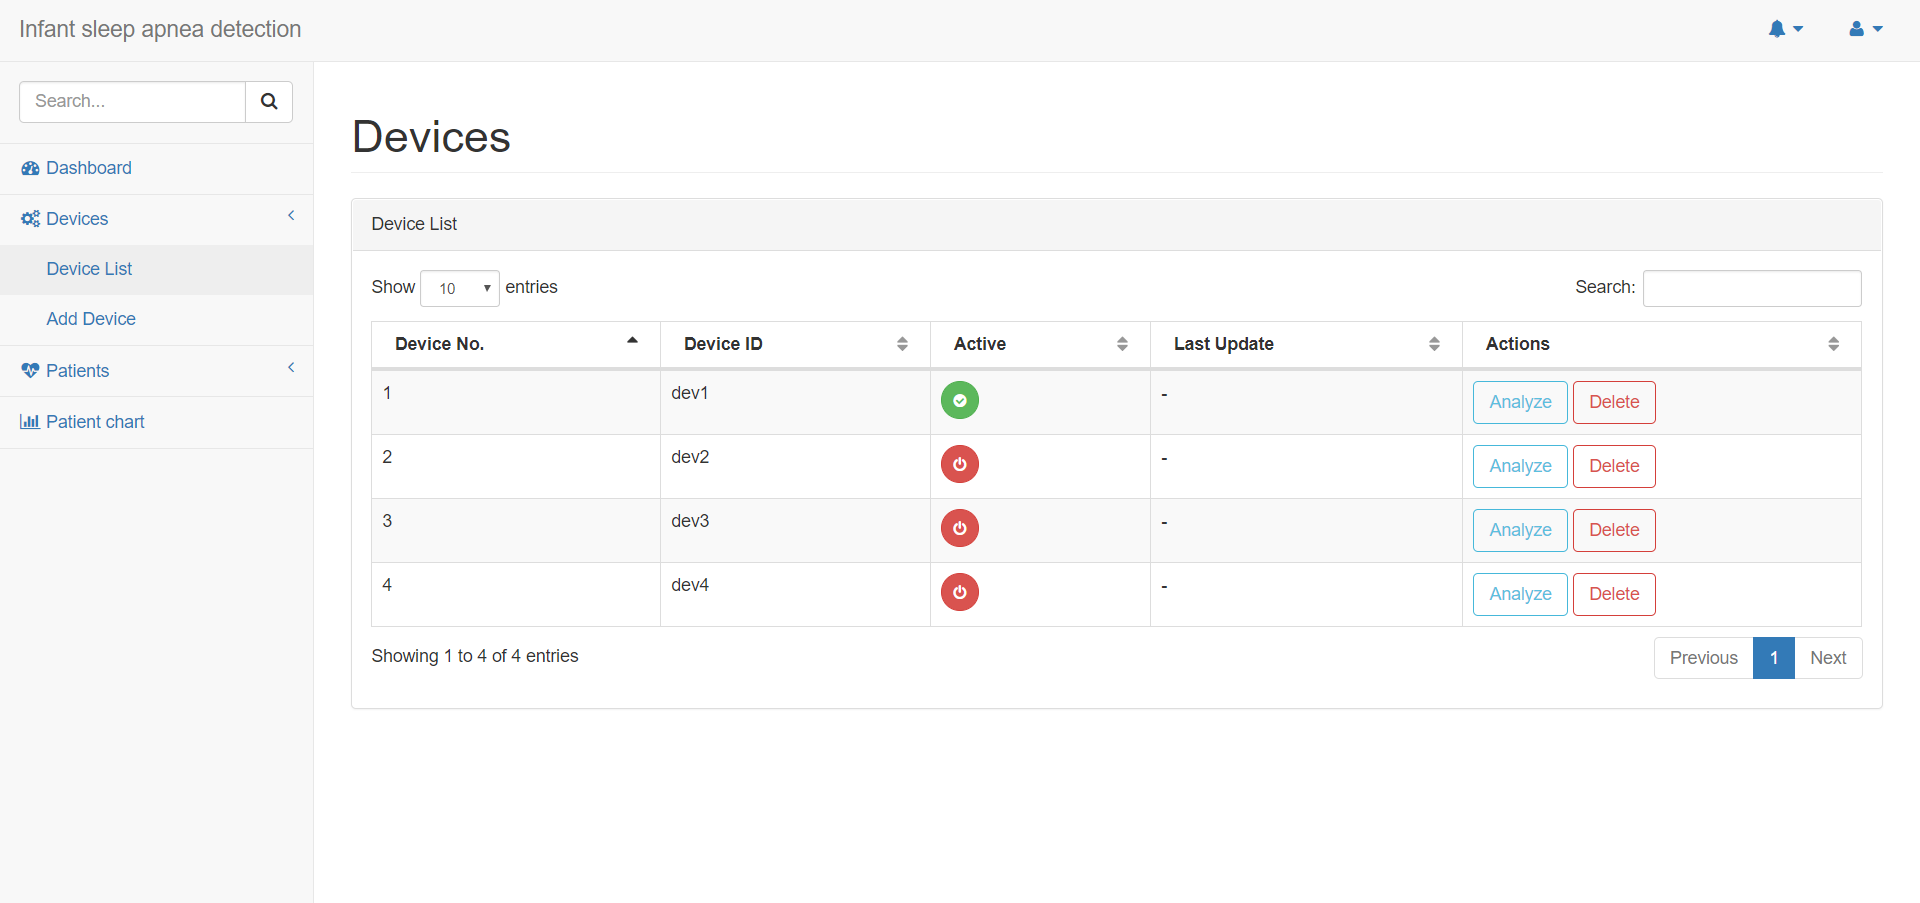 Infant sleep apnea detection
Search...
Dashboard
Devices
Device List
Add Device
Patients
Patient chart
Devices
Device List
Show 10 entries
Search:
Device No. Device ID Active Last Update Actions
1 dev1 - Analyze Delete
2 dev2 - Analyze Delete
3 dev3 - Analyze Delete
4 dev4 - Analyze Delete
Showing 1 to 4 of 4 entries
Previous 1 Next